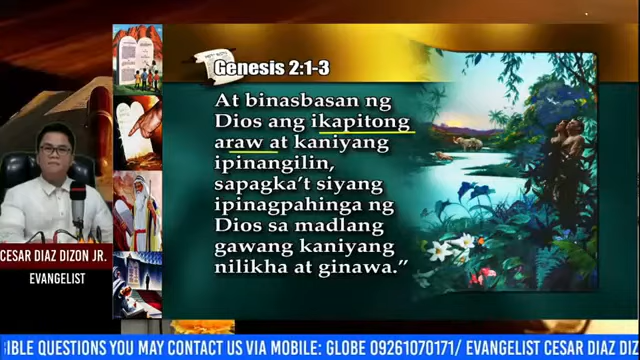 Genesis 2:1-3
At binasbasan ng
Dios ang ikapitong
araw at kaniyang
ipinangilin,
sapagka't siyang
ipinagpahinga ng
Dios sa madlang
gawang kaniyang
nilikha at ginawa.”
CESAR DIAZ DIZON JR.
EVANGELIST
BIBLE QUESTIONS YOU MAY CONTACT US VIA MOBILE: GLOBE 09261070171/ EVANGELIST CESAR DIAZ DIZ